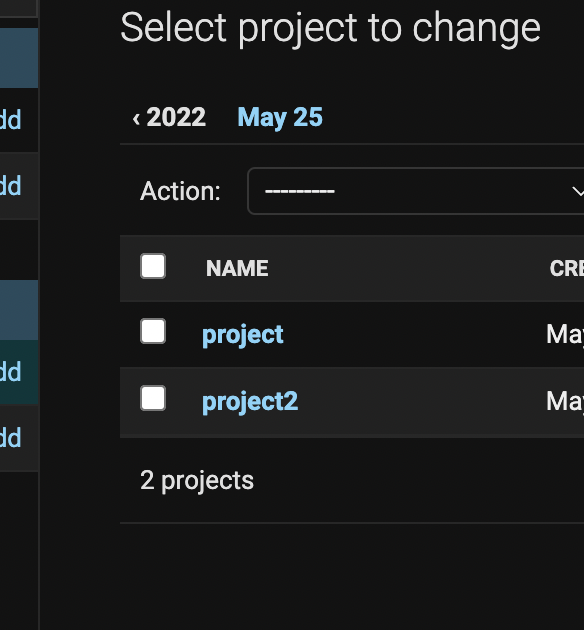 Select project to change
‹ 2022 May 25
dd
Action: ---------
dd
NAME CRE
project May
project2 May
dd
dd
2 projects